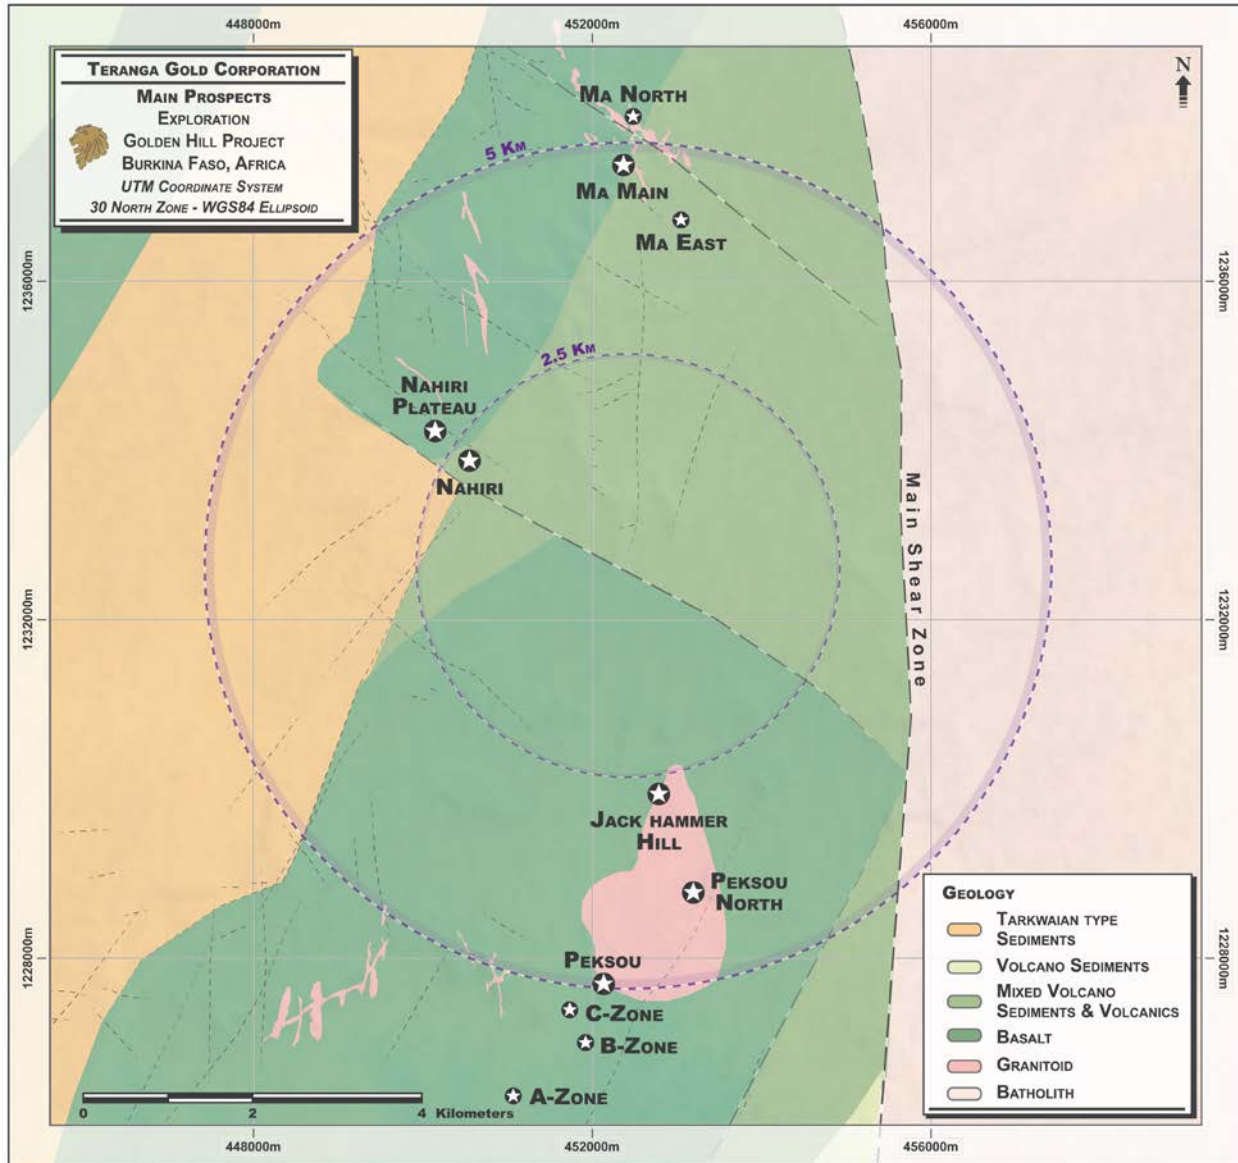 448000m
452000m
456000m
TERANGA GOLD CORPORATION
MAIN PROSPECTS
EXPLORATION
GOLDEN HILL PROJECT
BURKINA FASO, AFRICA
UTM COORDINATE SYSTEM
30 NORTH ZONE - WGS84 ELLIPSOID
N
MA NORTH
5 KM
MA MAIN
MA EAST
1236000m
1236000m
2.5 KM
NAHIRI
PLATEAU
NAHIRI
Main Shear Zone
1232000m
1232000m
JACK HAMMER
HILL
PEKSOU
NORTH
PEKSOU
C-ZONE
B-ZONE
A-ZONE
1228000m
1228000m
GEOLOGY
TARKWAIAN TYPE
SEDIMENTS
VOLCANO SEDIMENTS
MIXED VOLCANO
SEDIMENTS & VOLCANICS
BASALT
GRANITOID
BATHOLITH
0 2 4 Kilometers
448000m
452000m
456000m